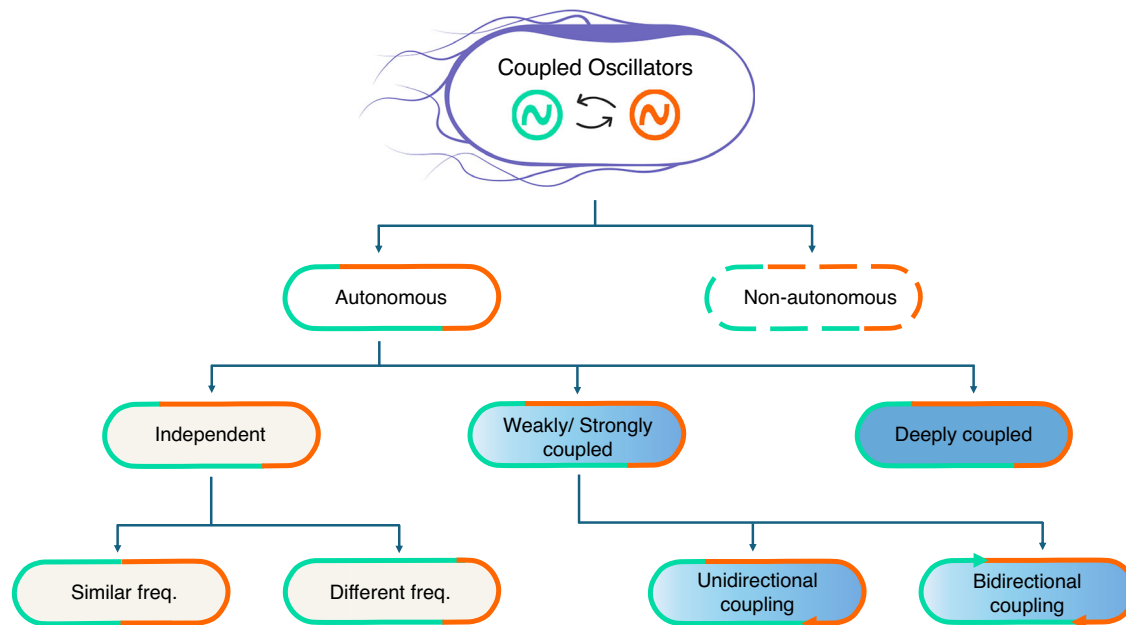 Coupled Oscillators
Autonomous
Non-autonomous
Independent
Weakly/ Strongly
coupled
Deeply coupled
Similar freq.
Different freq.
Unidirectional
coupling
Bidirectional
coupling